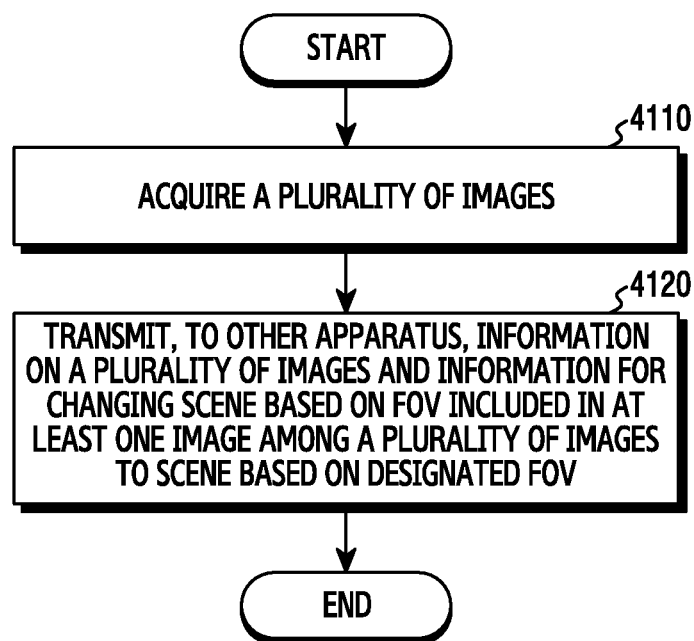 START
4110
ACQUIRE A PLURALITY OF IMAGES
4120
TRANSMIT, TO OTHER APPARATUS, INFORMATION
ON A PLURALITY OF IMAGES AND INFORMATION FOR
CHANGING SCENE BASED ON FOV INCLUDED IN AT
LEAST ONE IMAGE AMONG A PLURALITY OF IMAGES
TO SCENE BASED ON DESIGNATED FOV
END